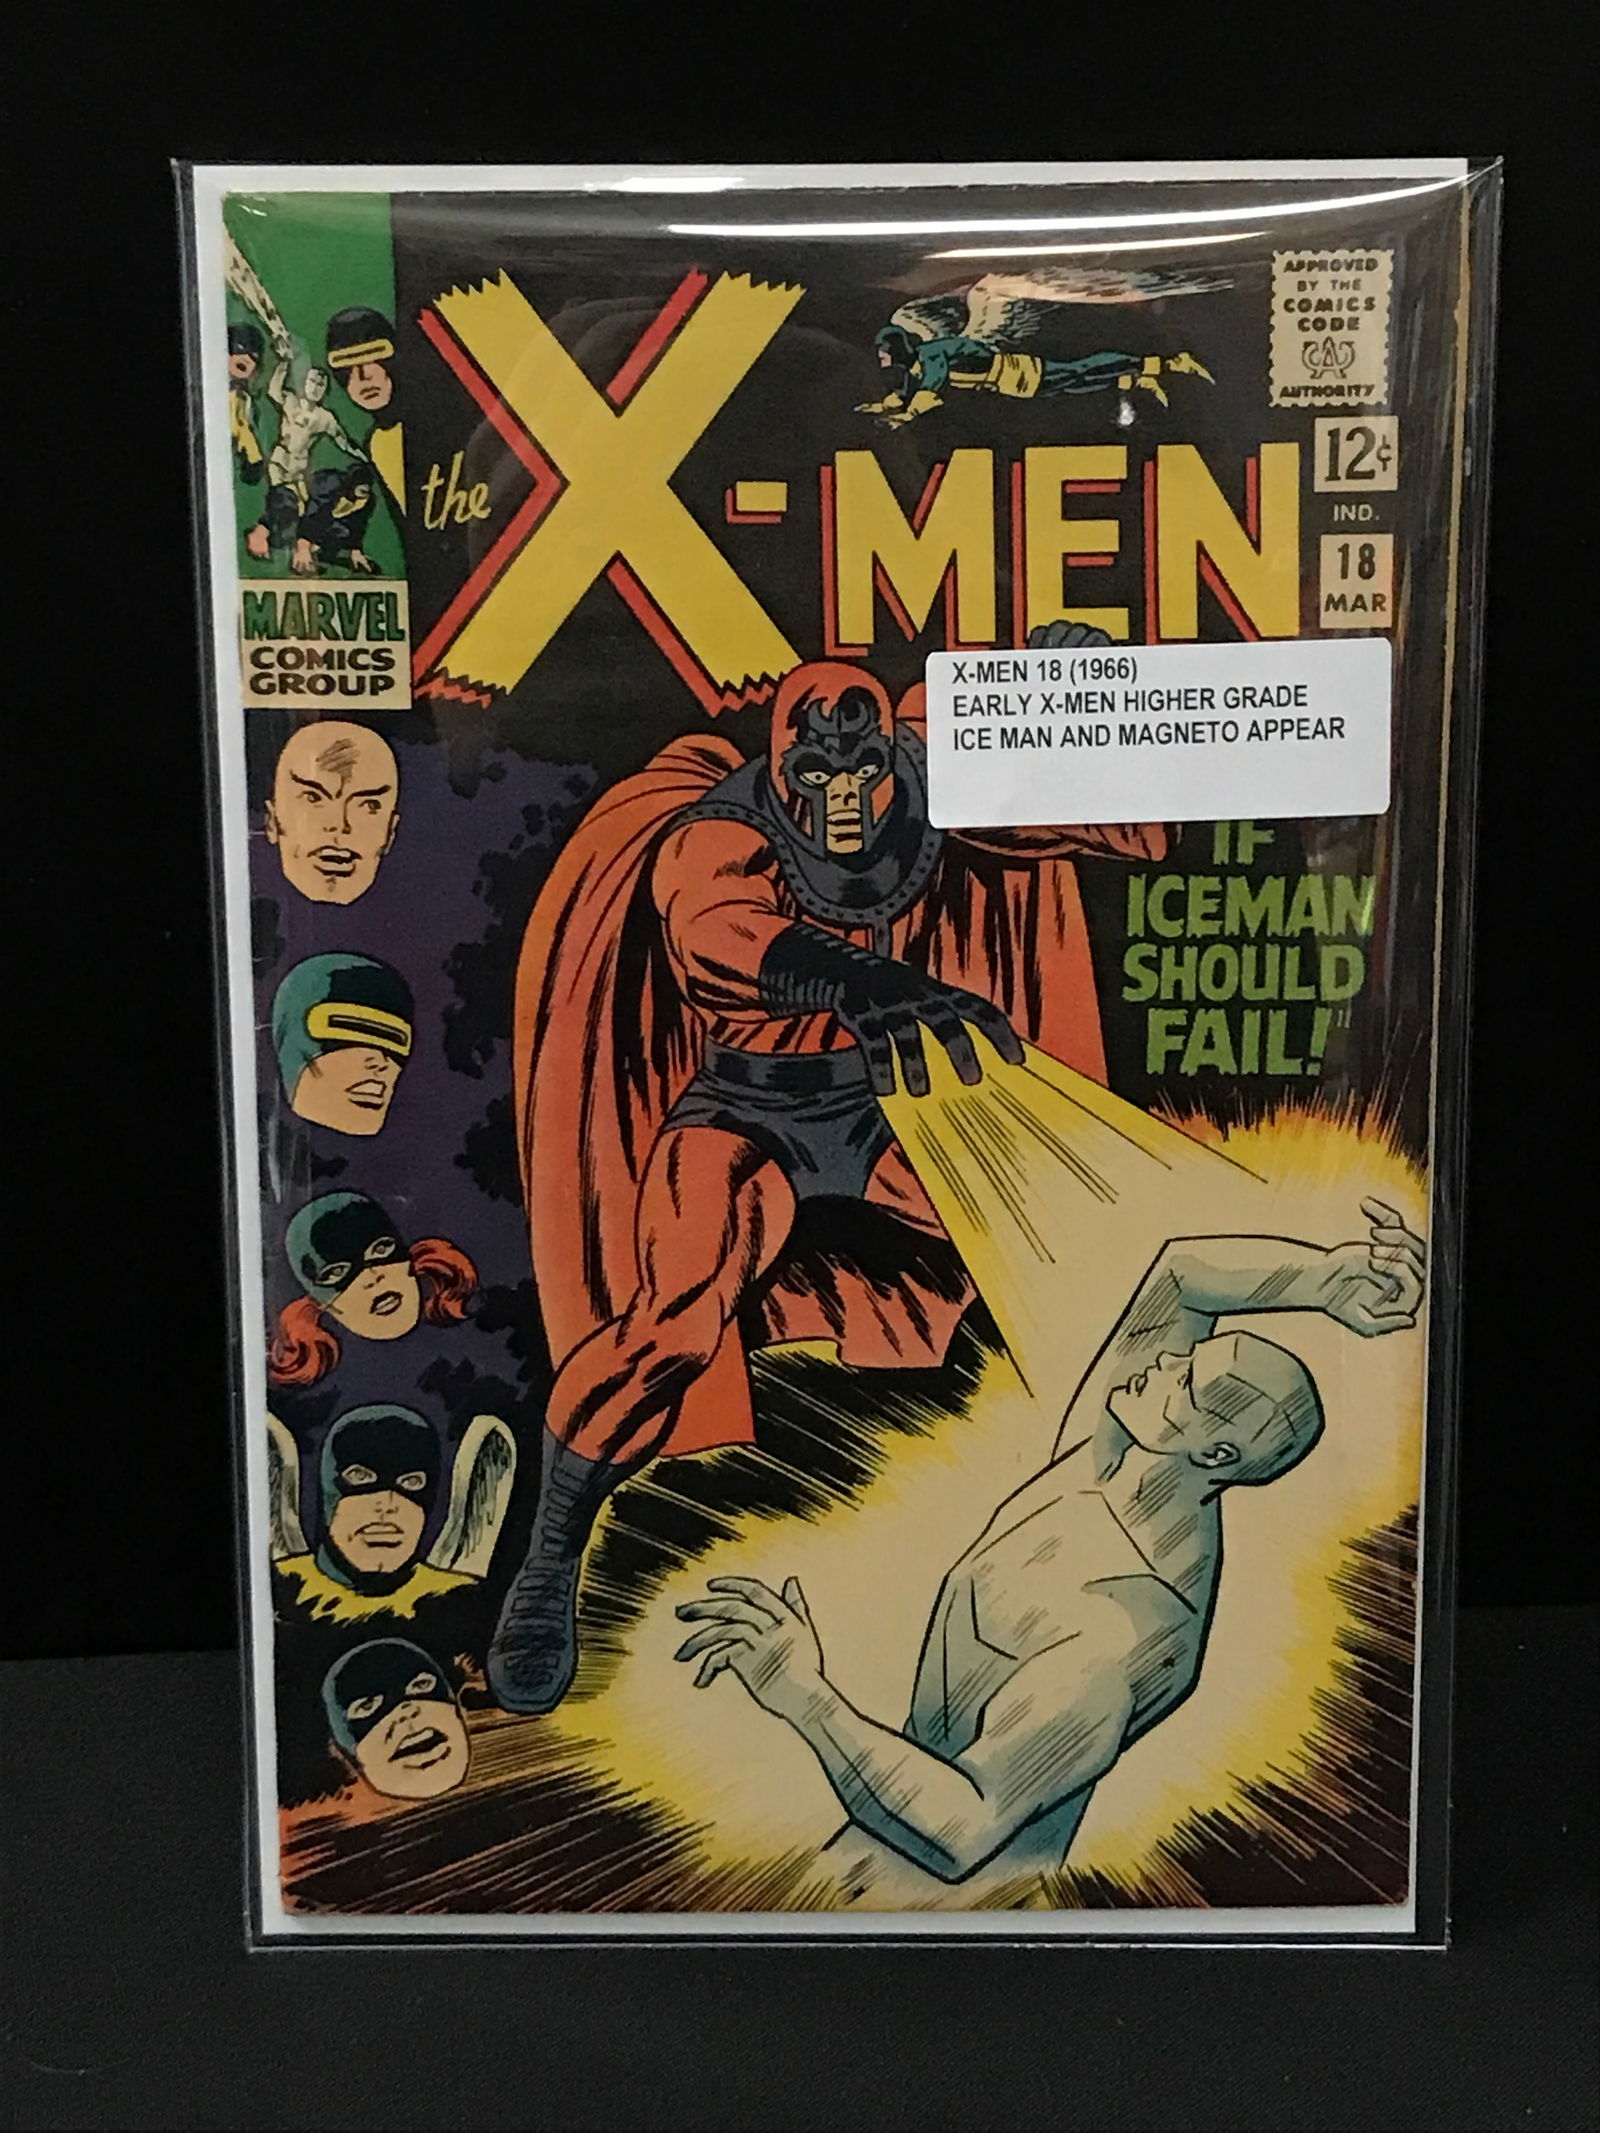 APPROVED
BY THE
COMICS
CODE
CA
AUTHORITY
the X-MEN
12¢
IND.
18
MAR
MARVEL
COMICS
GROUP
X-MEN 18 (1966)
EARLY X-MEN HIGHER GRADE
ICE MAN AND MAGNETO APPEAR
IF
ICEMAN
SHOULD
FAIL!"